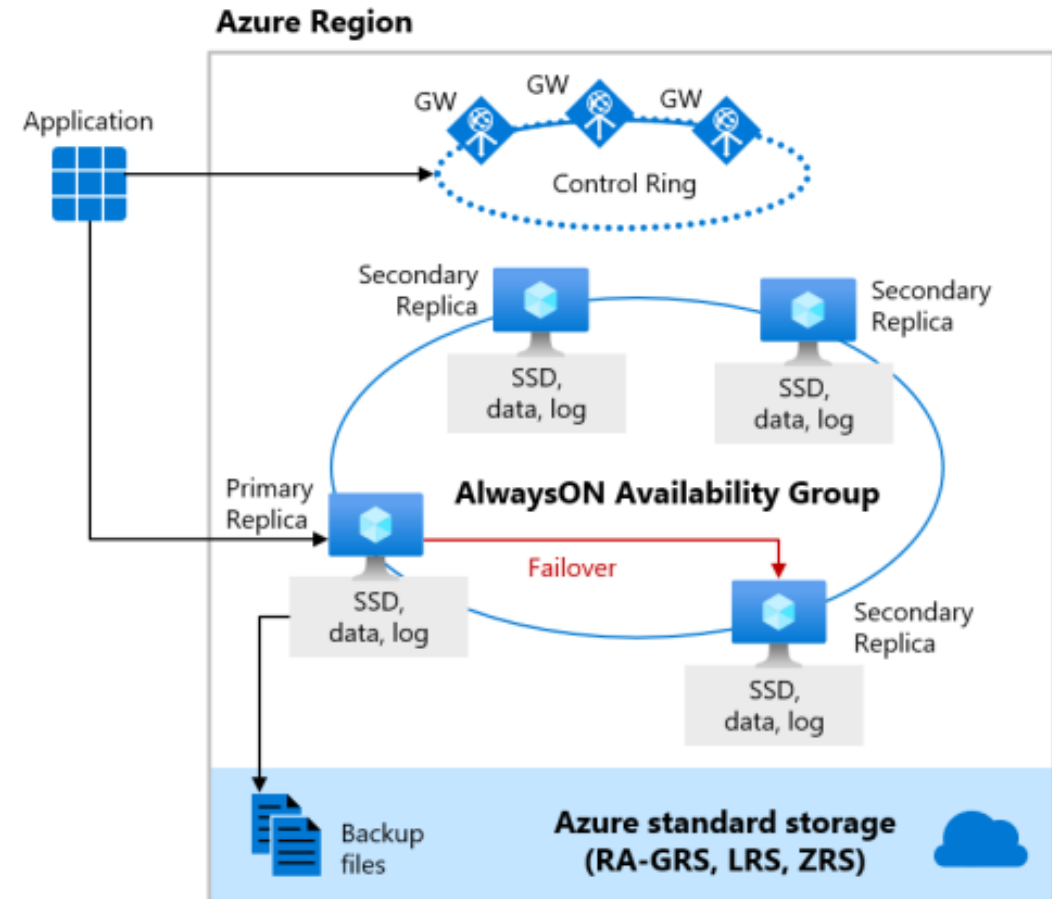 Azure Region
Application
GW
GW
GW
Control Ring
Secondary
Replica
Secondary
Replica
SSD,
data, log
SSD,
data, log
AlwaysON Availability Group
Primary
Replica
Failover
SSD,
data, log
Secondary
Replica
SSD,
data, log
Backup
files
Azure standard storage
(RA-GRS, LRS, ZRS)